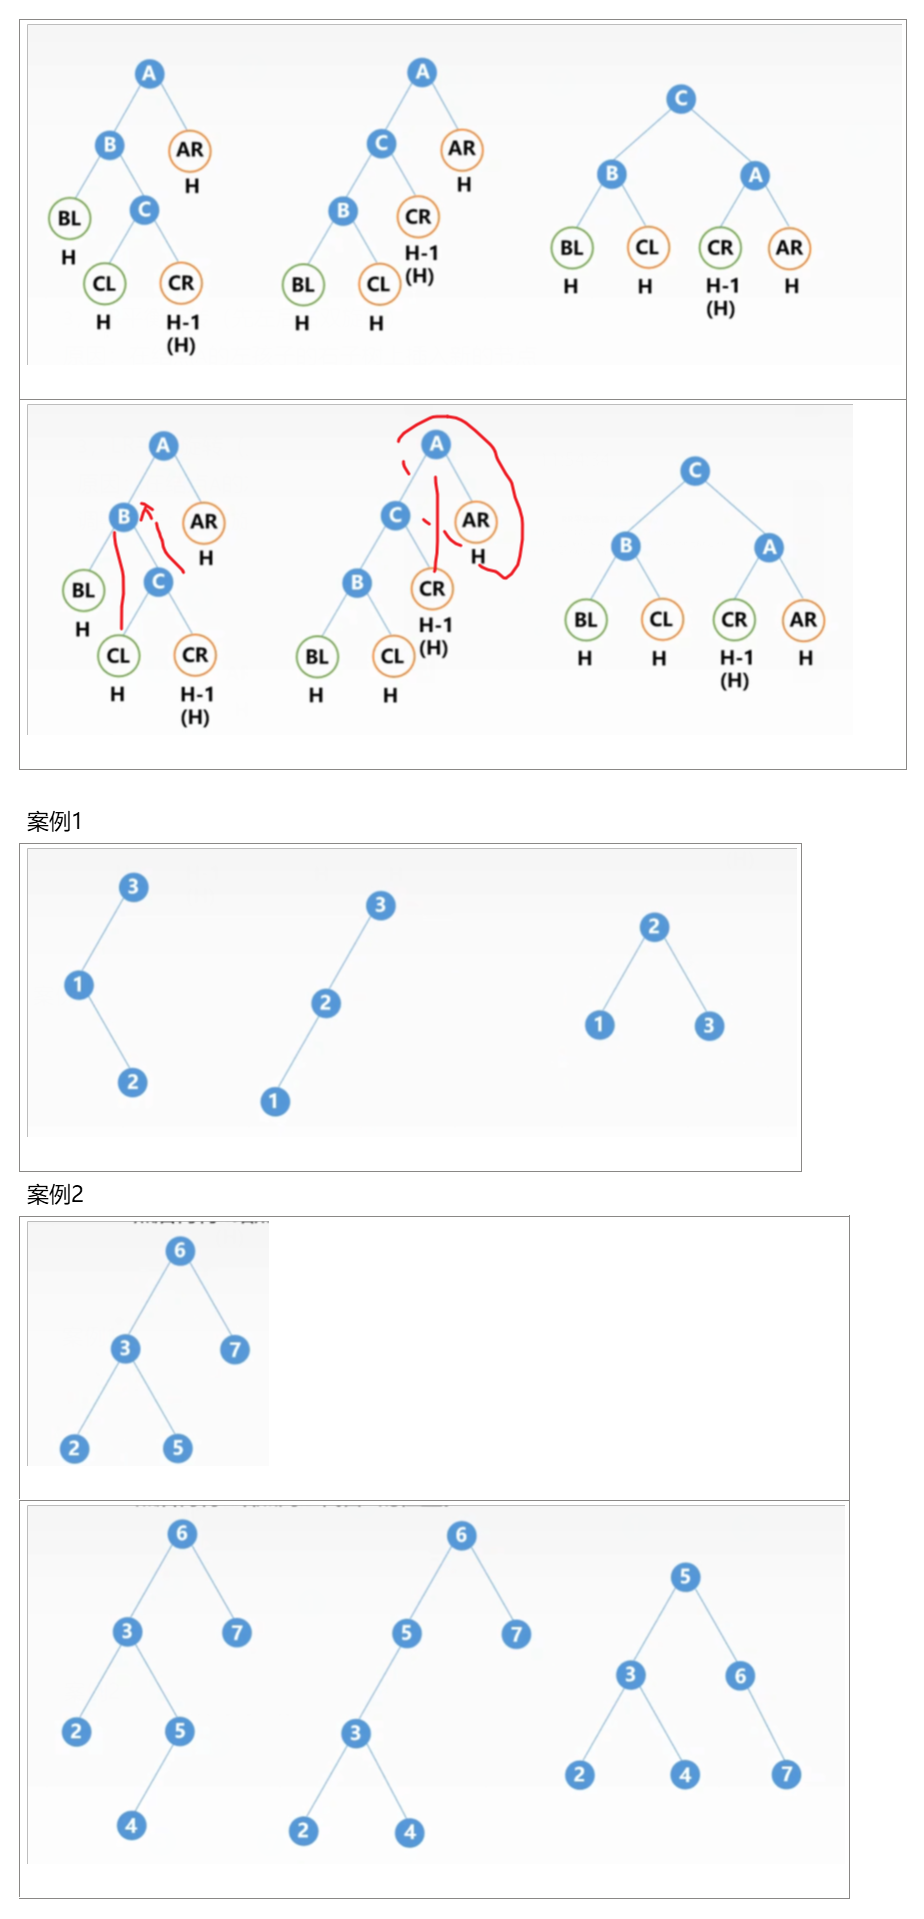 A A C
B AR C AR B A
H H
BL C B CR BL CL CR AR
H H-1 H H H-1 H
(H) (H)
CL CR BL CL
H H-1 H H
(H)
A A C
B AR C AR B A
H H
BL C B CR BL CL CR AR
H H-1 H H H-1 H
(H) (H)
CL CR BL CL
H H-1 H H
(H)
案例1
3 3 2
1 2 1 3
2 1
案例2
6
3 7
2 5
6 6 5
3 7 5 7 3 6
2 5 3 2 4 7
4 2 4